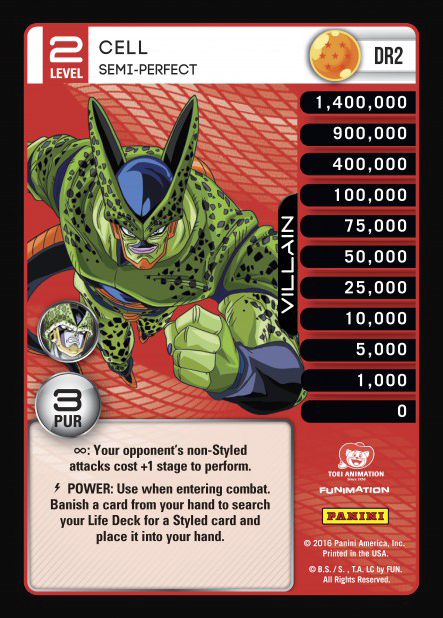 2
LEVEL
CELL
SEMI-PERFECT
DR2
1,400,000
900,000
400,000
100,000
75,000
50,000
25,000
10,000
5,000
1,000
0
VILLAIN
3
PUR
∞: Your opponent's non-Styled
attacks cost +1 stage to perform.
⚡ POWER: Use when entering combat.
Banish a card from your hand to search
your Life Deck for a Styled card and
place it into your hand.
TOEI ANIMATION
Since 1956
FUNIMATION
PANINI
© 2016 Panini America, Inc.
Printed in the USA.
© B.S. / S. , T.A. LC by FUN.
All Rights Reserved.